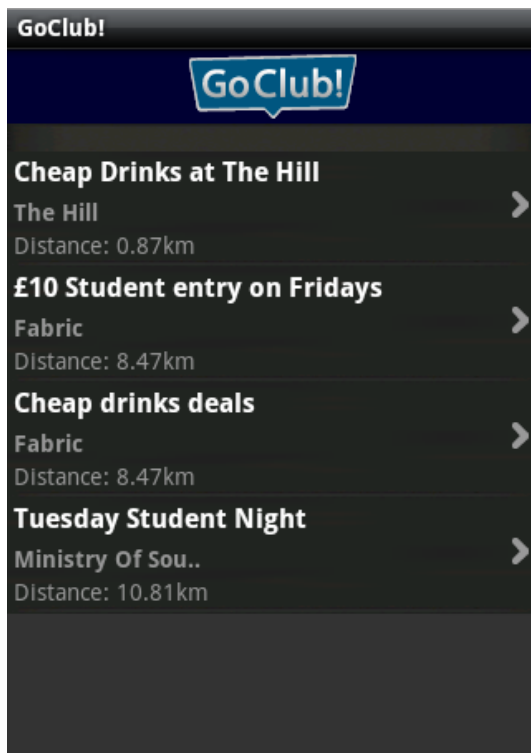 GoClub!
GoClub!
Cheap Drinks at The Hill
The Hill
Distance: 0.87km
£10 Student entry on Fridays
Fabric
Distance: 8.47km
Cheap drinks deals
Fabric
Distance: 8.47km
Tuesday Student Night
Ministry Of Sou..
Distance: 10.81km